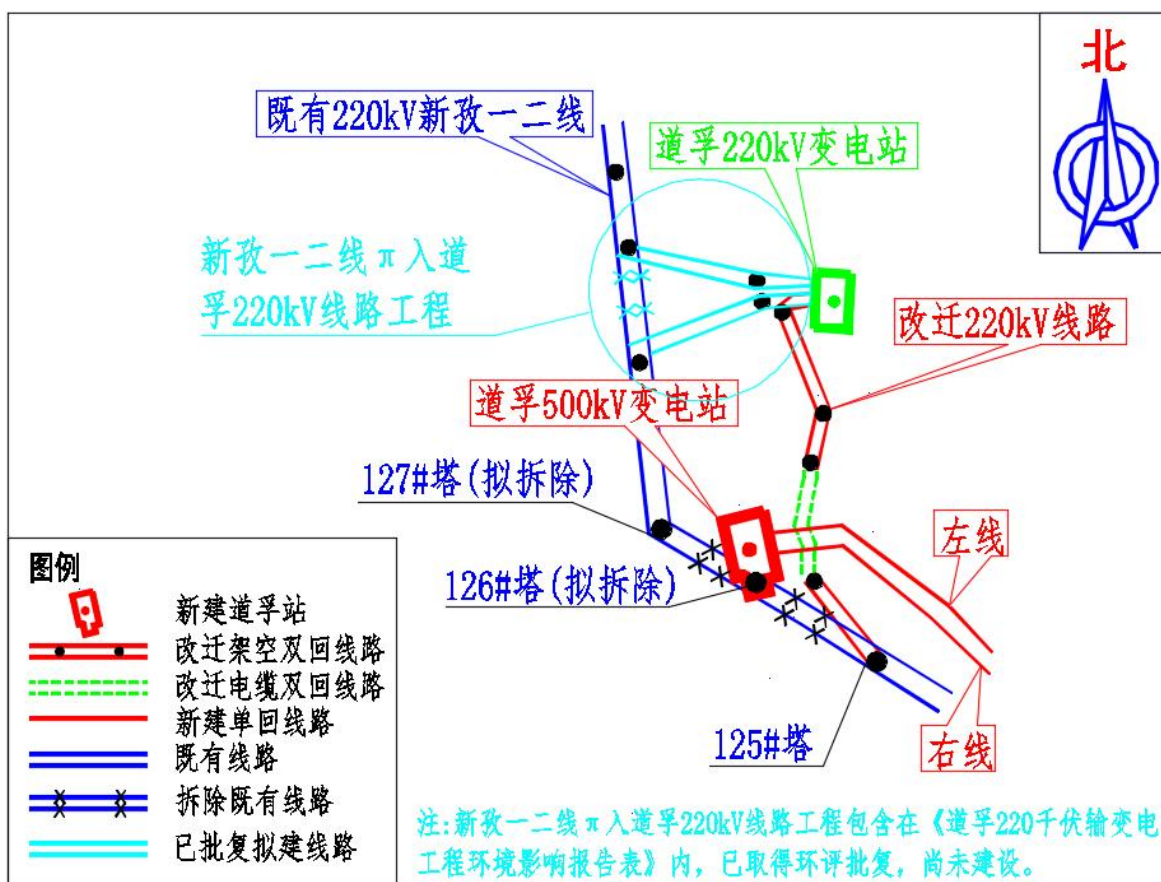 北
既有220kV新孜一二线
道孚220kV变电站
新孜一二线π入道
孚220kV线路工程
改迁220kV线路
道孚500kV变电站
127#塔(拟拆除)
左线
126#塔(拟拆除)
125#塔
右线
图例
新建道孚站
改迁架空双回线路
改迁电缆双回线路
新建单回线路
既有线路
拆除既有线路
已批复拟建线路
注:新孜一二线π入道孚220kV线路工程包含在《道孚220千伏输变电
工程环境影响报告表》内，已取得环评批复，尚未建设。